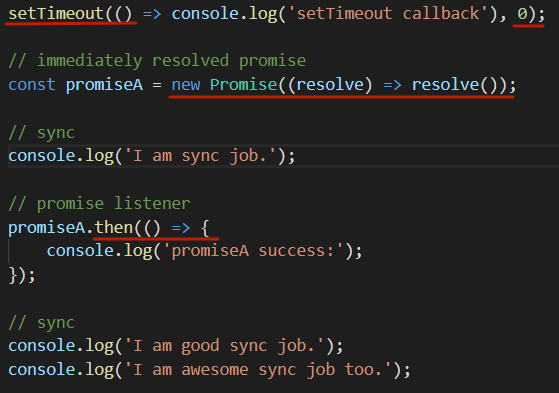 setTimeout(() => console.log('setTimeout callback'), 0);
// immediately resolved promise
const promiseA = new Promise((resolve) => resolve());
// sync
console.log('I am sync job.');
// promise listener
promiseA.then(() => {
    console.log('promiseA success:');
});
// sync
console.log('I am good sync job.');
console.log('I am awesome sync job too.');